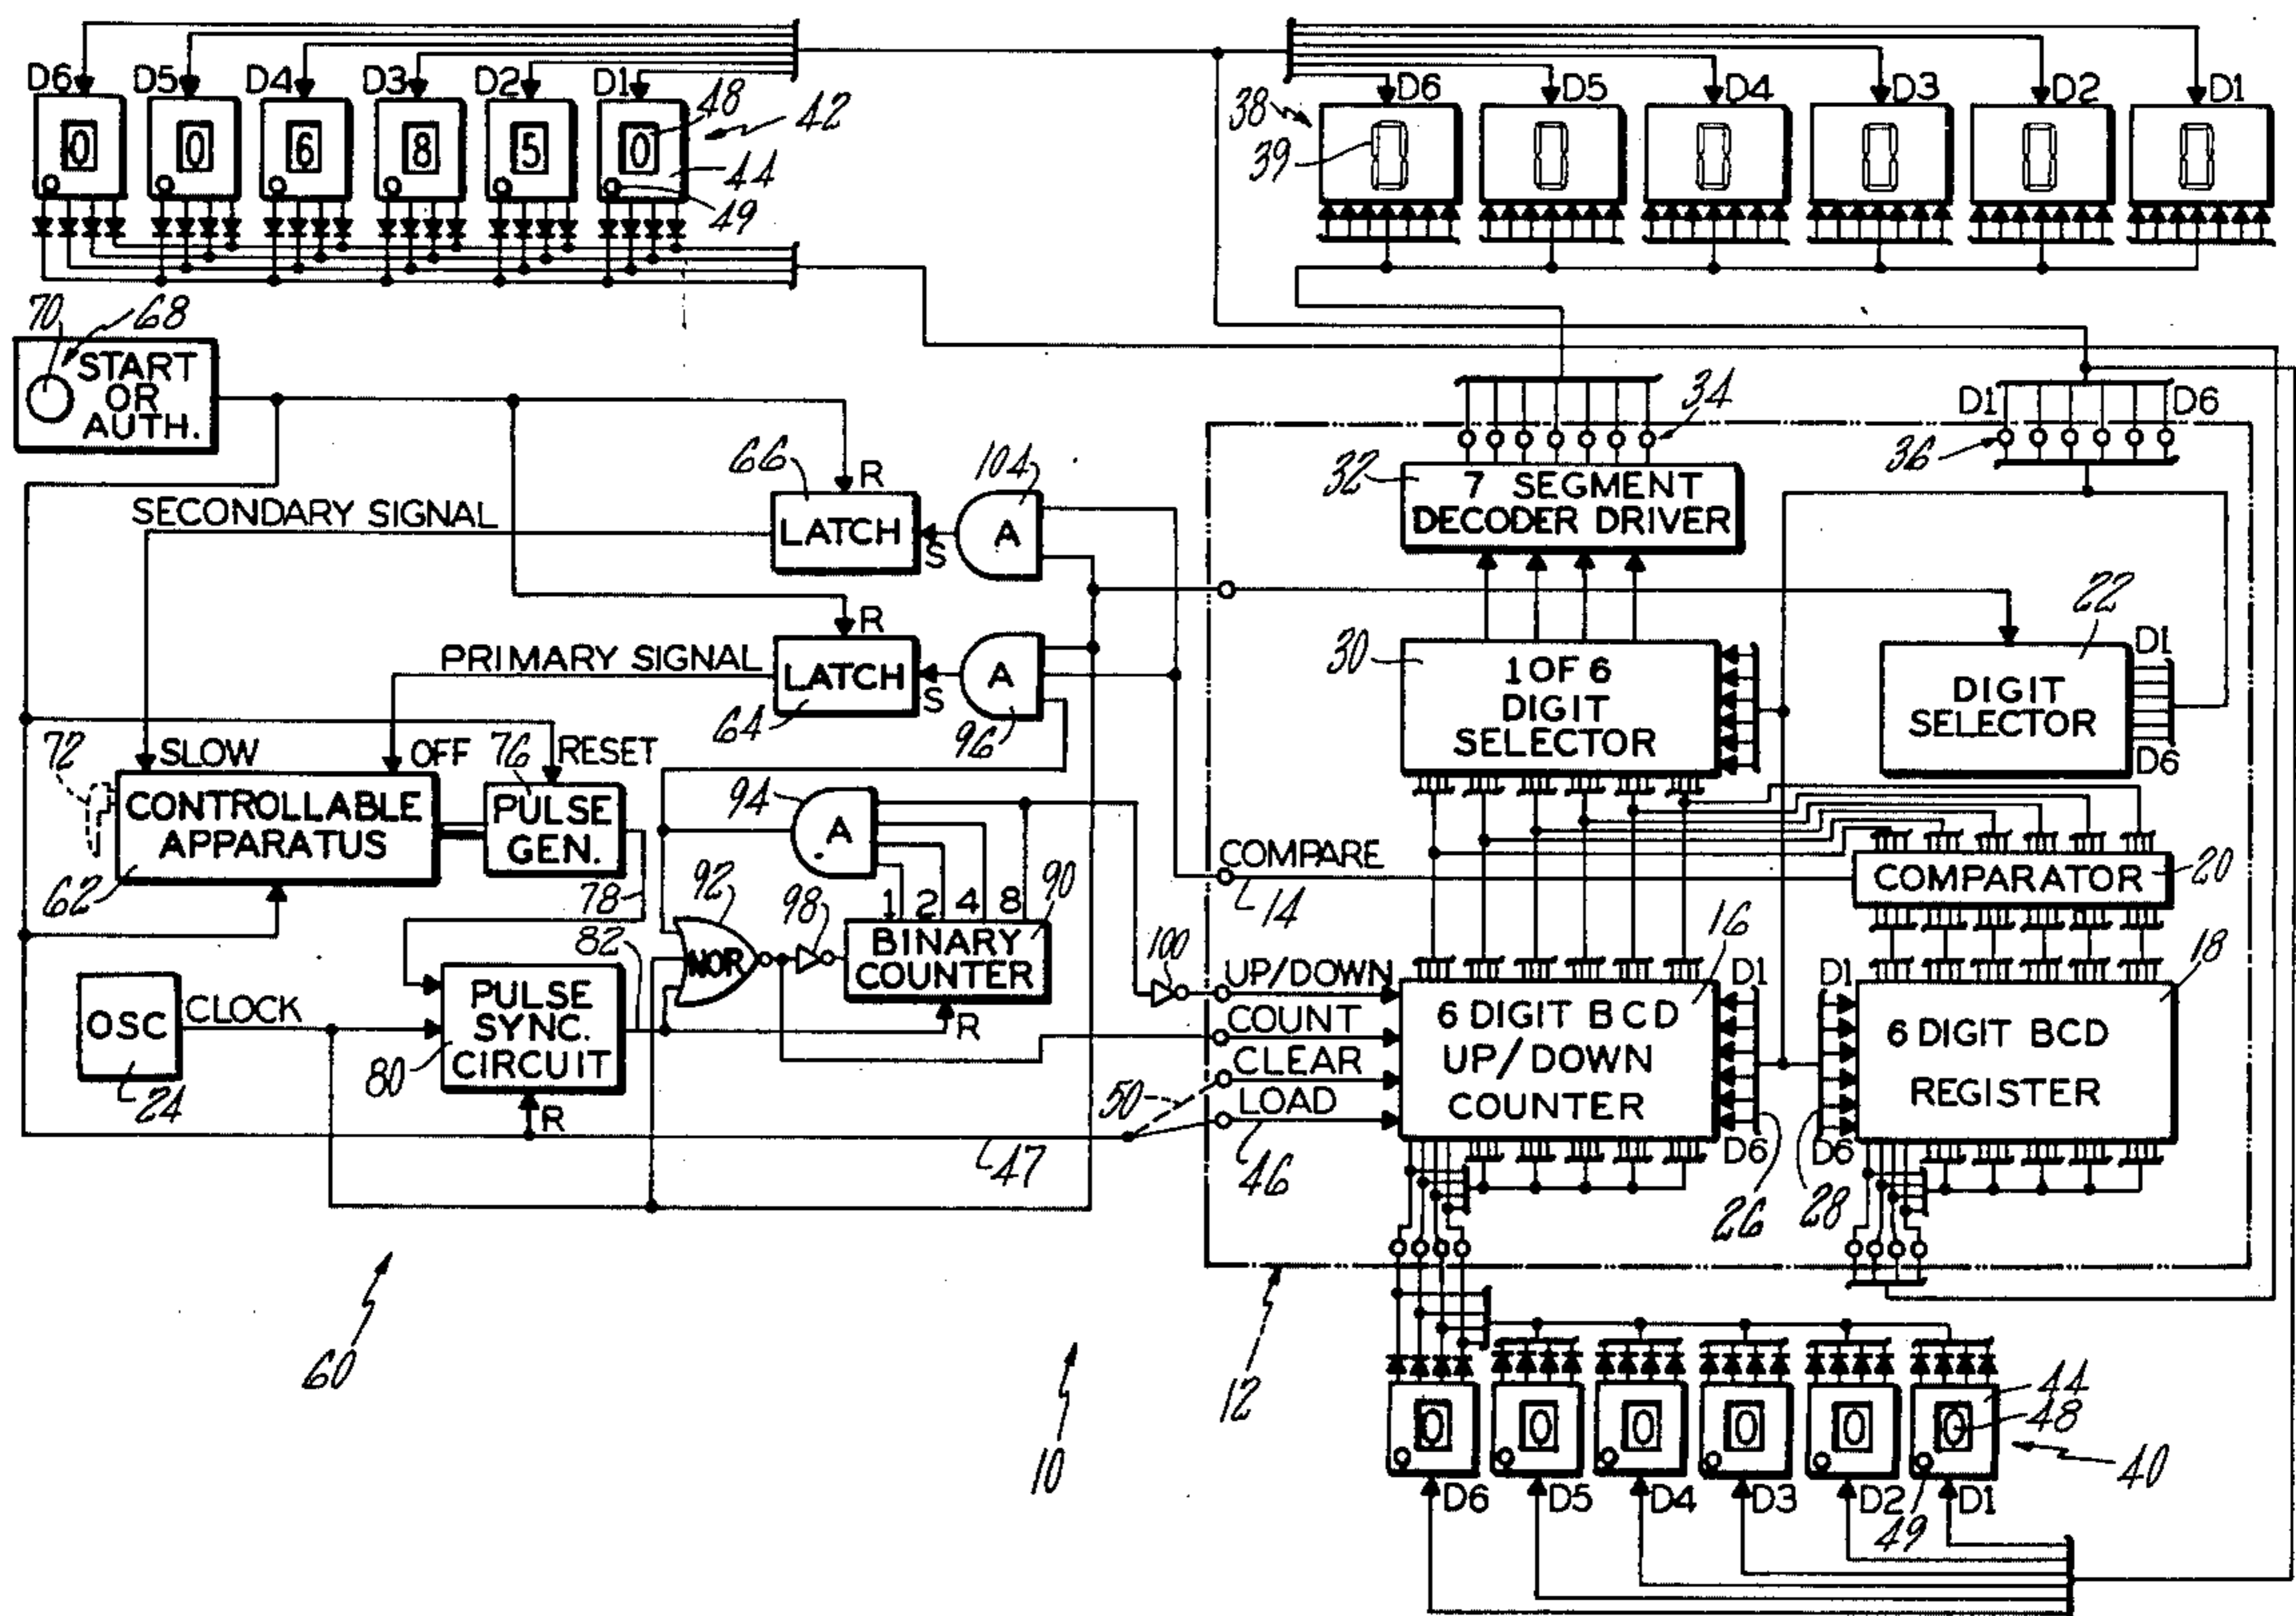 D6 D5 D4 D3 D2 D1
0 0 6 8 5 0
48
42
44
49
D6 D5 D4 D3 D2 D1
38
39
0 0 0 0 0 0
70
68
START
OR
AUTH.
66
R
LATCH
S
104
A
SECONDARY SIGNAL
34
D1 D6
36
32
7 SEGMENT
DECODER DRIVER
R
PRIMARY SIGNAL
LATCH
64
S
A
96
30
1 OF 6
DIGIT
SELECTOR
22
DIGIT
SELECTOR
D1
D6
72
SLOW
OFF
76
RESET
CONTROLLABLE
APPARATUS
62
PULSE
GEN.
78
94
A
1 2 4 8
90
92
NOR
98
BINARY
COUNTER
R
82
COMPARE
14
COMPARATOR
20
OSC
24
CLOCK
PULSE
SYNC.
CIRCUIT
80
R
100
UP/DOWN
COUNT
CLEAR
LOAD
50
47
46
16
6 DIGIT BCD
UP/DOWN
COUNTER
D1
D6
26
D1
D6
28
18
6 DIGIT BCD
REGISTER
60
10
12
0 0 0 0 0 0
44
48
40
D6 D5 D4 D3 D2 D1
49